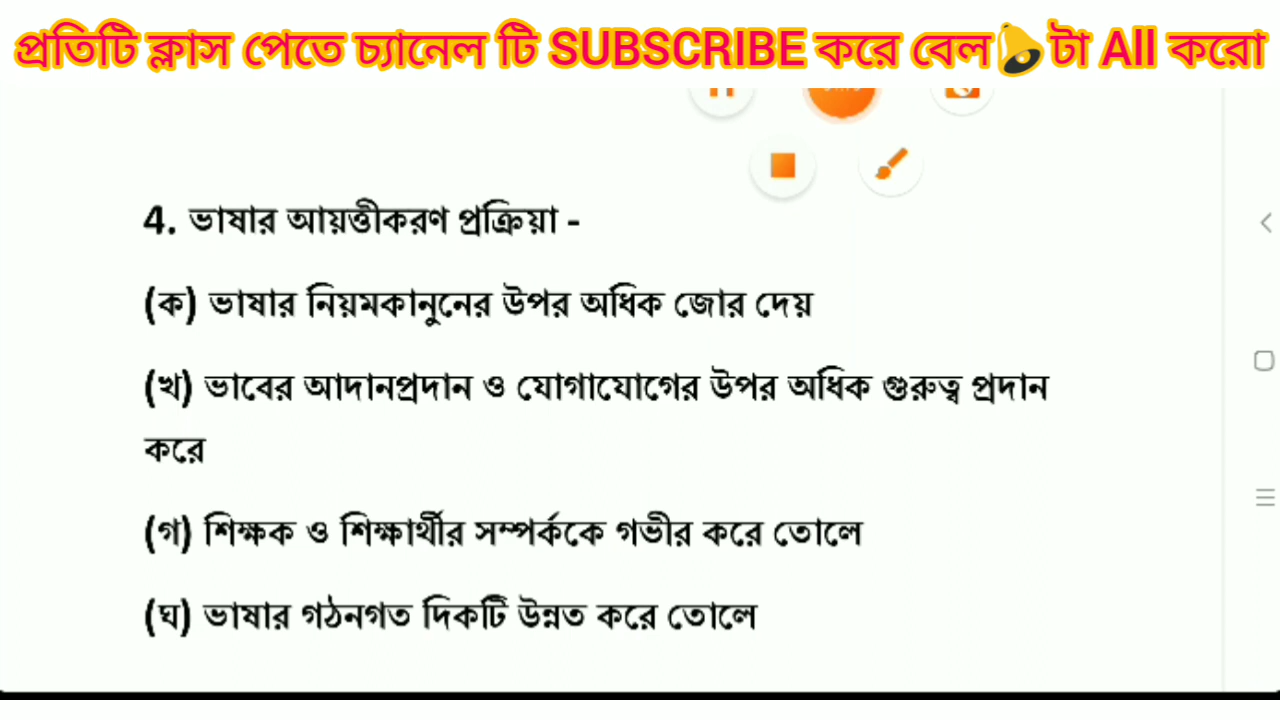 প্রতিটি ক্লাস পেতে চ্যানেল টি SUBSCRIBE করে বেল🔔টা All করো
4. ভাষার আয়ত্তীকরণ প্রক্রিয়া -
(ক) ভাষার নিয়মকানুনের উপর অধিক জোর দেয়
(খ) ভাবের আদানপ্রদান ও যোগাযোগের উপর অধিক গুরুত্ব প্রদান
করে
(গ) শিক্ষক ও শিক্ষার্থীর সম্পর্ককে গভীর করে তোলে
(ঘ) ভাষার গঠনগত দিকটি উন্নত করে তোলে